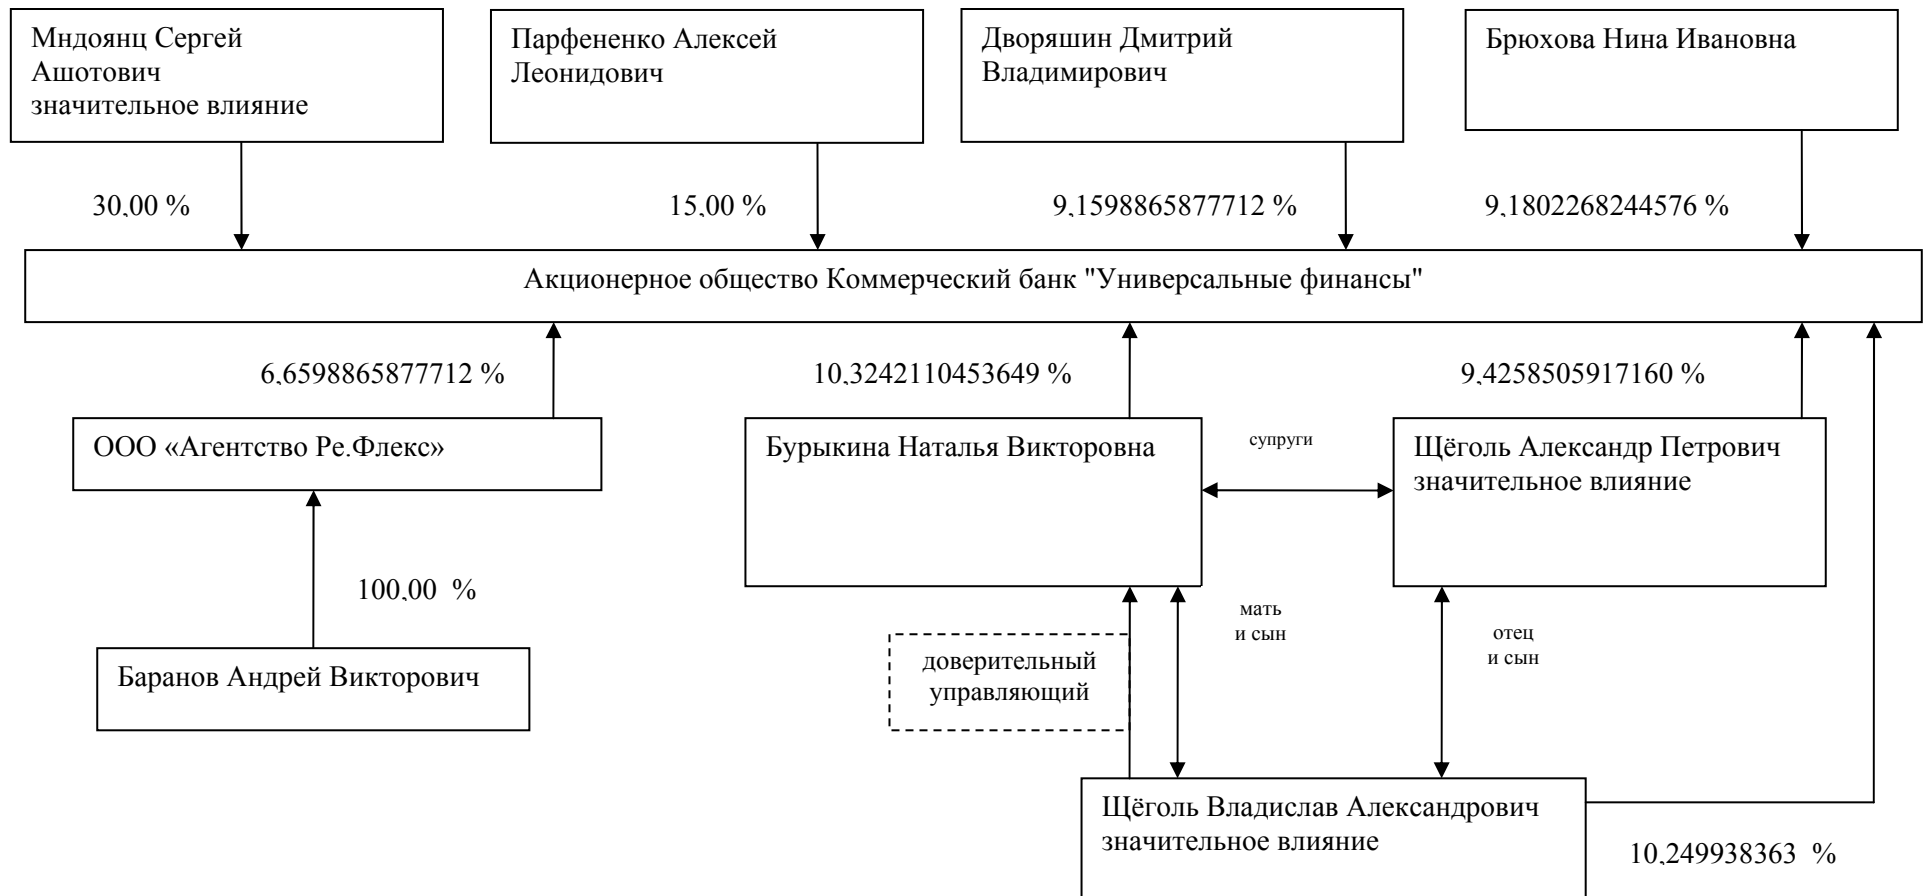 Мндоянц Сергей
Ашотович
значительное влияние
Парфененко Алексей
Леонидович
Дворяшин Дмитрий
Владимирович
Брюхова Нина Ивановна
30,00 %
15,00 %
9,1598865877712 %
9,1802268244576 %
Акционерное общество Коммерческий банк "Универсальные финансы"
6,6598865877712 %
10,3242110453649 %
9,4258505917160 %
ООО «Агентство Ре.Флекс»
Бурыкина Наталья Викторовна
супруги
Щёголь Александр Петрович
значительное влияние
100,00 %
мать
и сын
отец
и сын
Баранов Андрей Викторович
доверительный
управляющий
Щёголь Владислав Александрович
значительное влияние
10,249938363 %